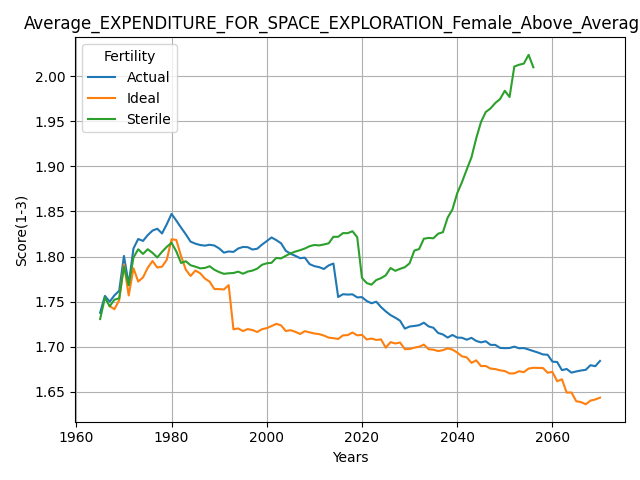 Average_EXPENDITURE_FOR_SPACE_EXPLORATION_Female_Above_Averag
Fertility
Actual
Ideal
Sterile
Score(1-3)
2.00
1.95
1.90
1.85
1.80
1.75
1.70
1.65
1960 1980 2000 2020 2040 2060
Years